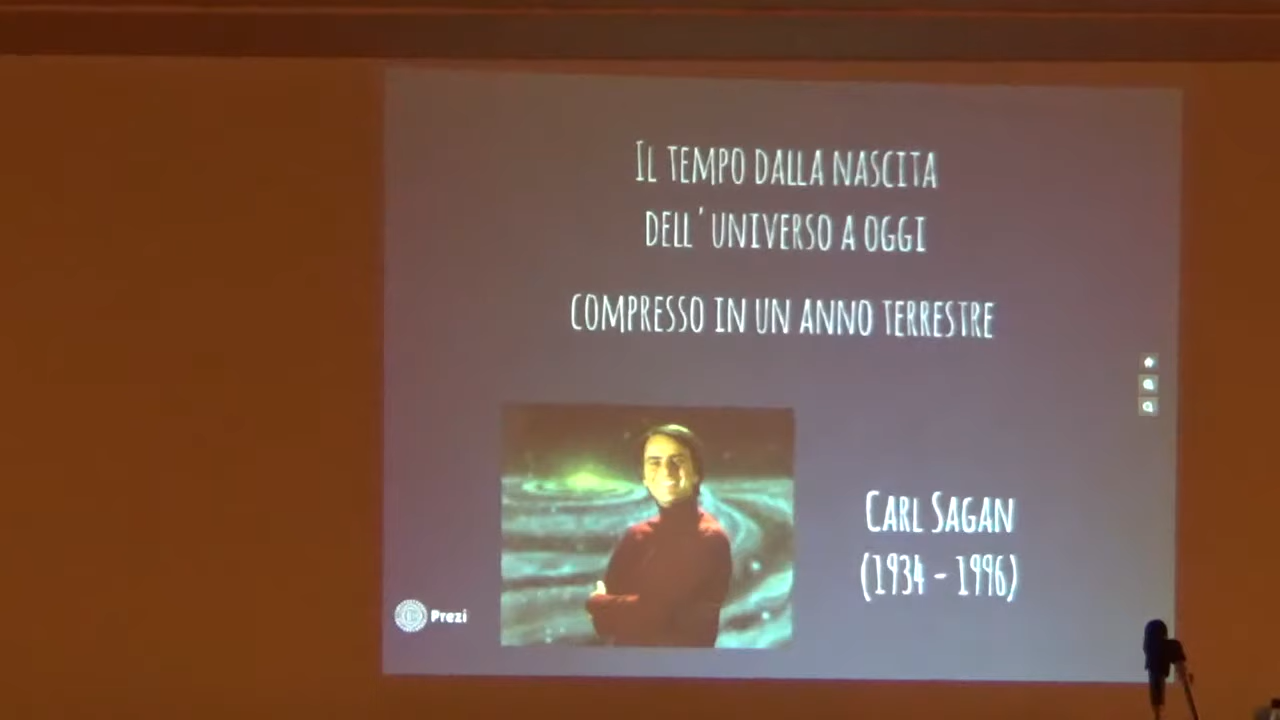 Il tempo dalla nascita
dell'universo a oggi
compresso in un anno terrestre
Carl Sagan
(1934 - 1996)
Prezi